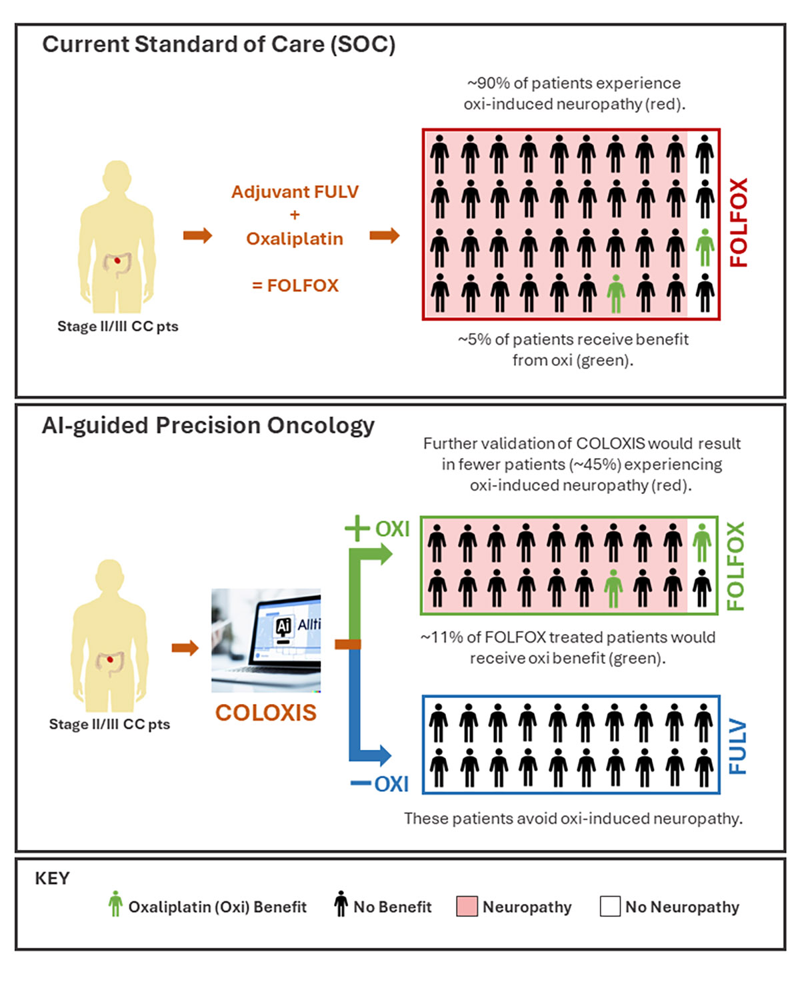 Current Standard of Care (SOC)
~90% of patients experience
oxi-induced neuropathy (red).
Adjuvant FULV
+
Oxaliplatin
= FOLFOX
Stage II/III CC pts
FOLFOX
~5% of patients receive benefit
from oxi (green).
AI-guided Precision Oncology
Further validation of COLOXIS would result
in fewer patients (~45%) experiencing
oxi-induced neuropathy (red).
+ OXI
FOLFOX
Ai Allti
COLOXIS
Stage II/III CC pts
~11% of FOLFOX treated patients would
receive oxi benefit (green).
FULV
−OXI
These patients avoid oxi-induced neuropathy.
KEY
Oxaliplatin (Oxi) Benefit
No Benefit
Neuropathy
No Neuropathy